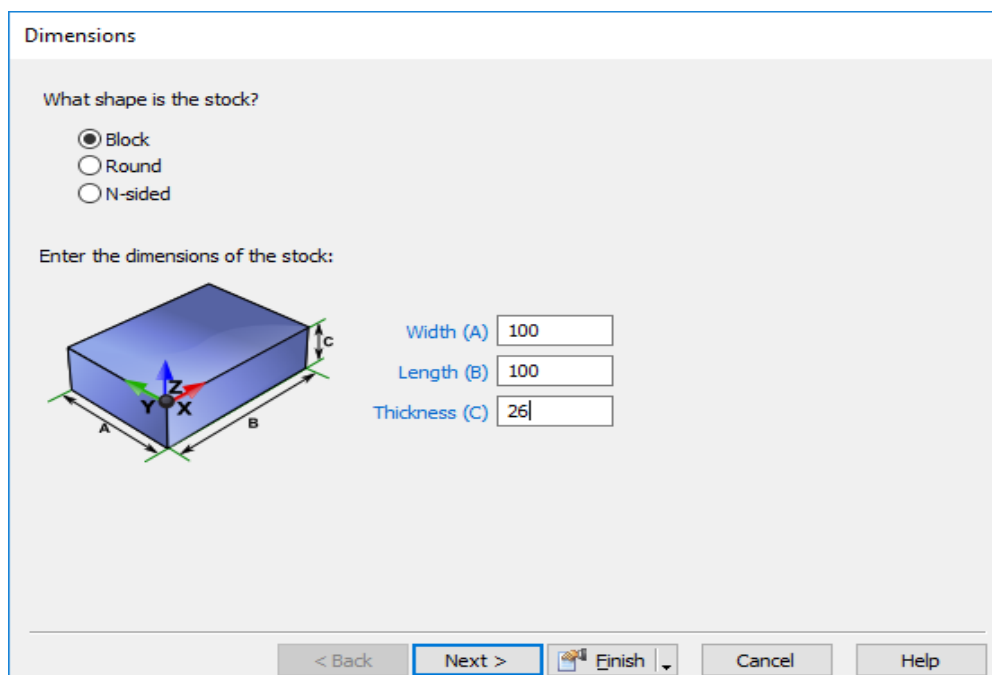 Dimensions
What shape is the stock?
Block
Round
N-sided
Enter the dimensions of the stock:
Width (A) 100
Length (B) 100
Thickness (C) 26
C
Z
Y X
A
B
< Back Next > Finish Cancel Help